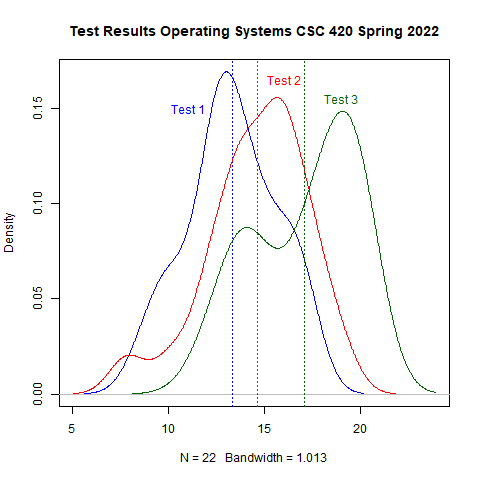 Test Results Operating Systems CSC 420 Spring 2022
Test 1
Test 2
Test 3
Density
0.15
0.10
0.05
0.00
5 10 15 20
N = 22 Bandwidth = 1.013